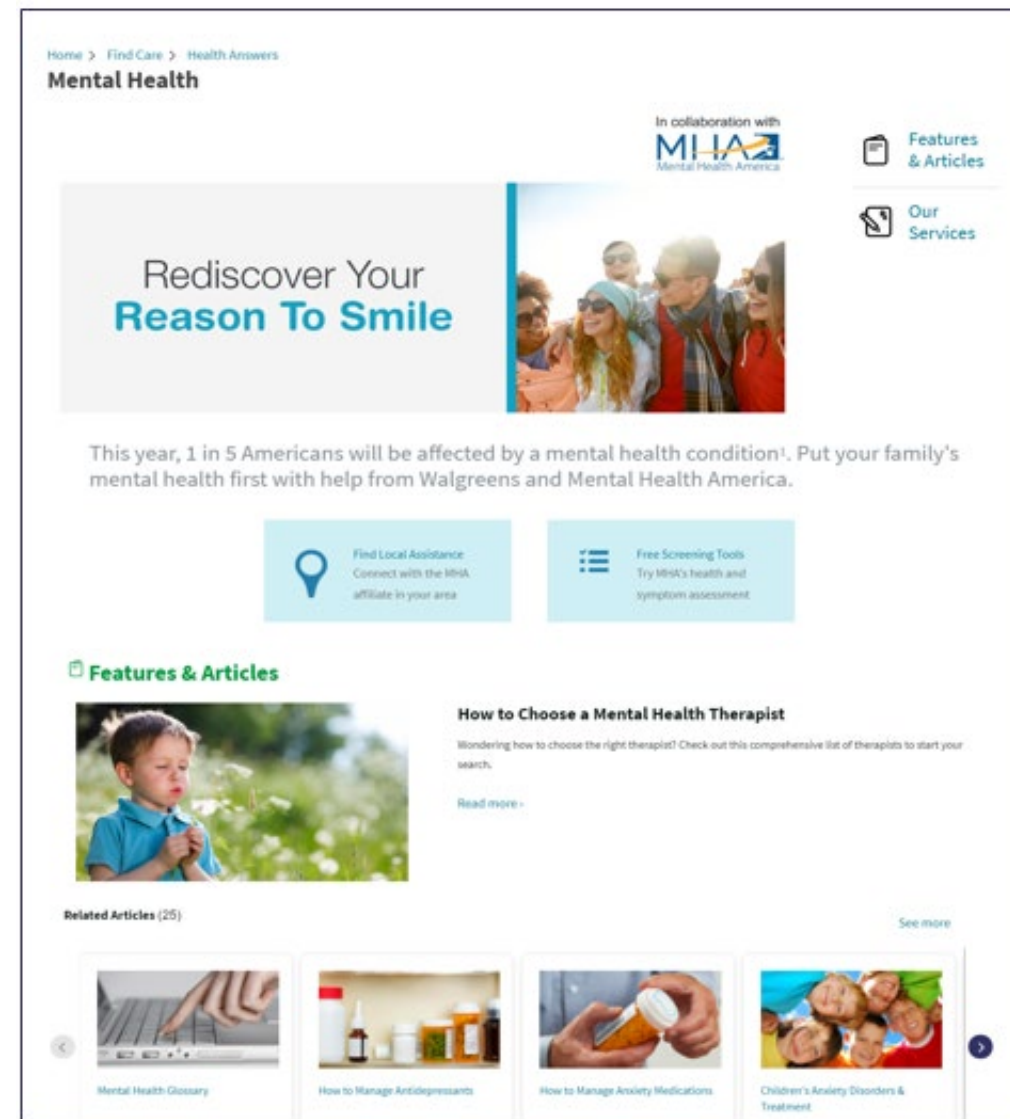 Home > Find Care > Health Answers
Mental Health
In collaboration with
MHA
Mental Health America
Features
& Articles
Our
Services
Rediscover Your
Reason To Smile
This year, 1 in 5 Americans will be affected by a mental health condition¹. Put your family's
mental health first with help from Walgreens and Mental Health America.
Find Local Assistance
Connect with the MHA
affiliate in your area
Free Screening Tools
Try MHA's health and
symptom assessment
Features & Articles
How to Choose a Mental Health Therapist
Wondering how to choose the right therapist? Check out this comprehensive list of therapists to start your
search.
Read more ›
Related Articles (25)
See more
Mental Health Glossary
How to Manage Antidepressants
How to Manage Anxiety Medications
Children's Anxiety Disorders &
Treatment